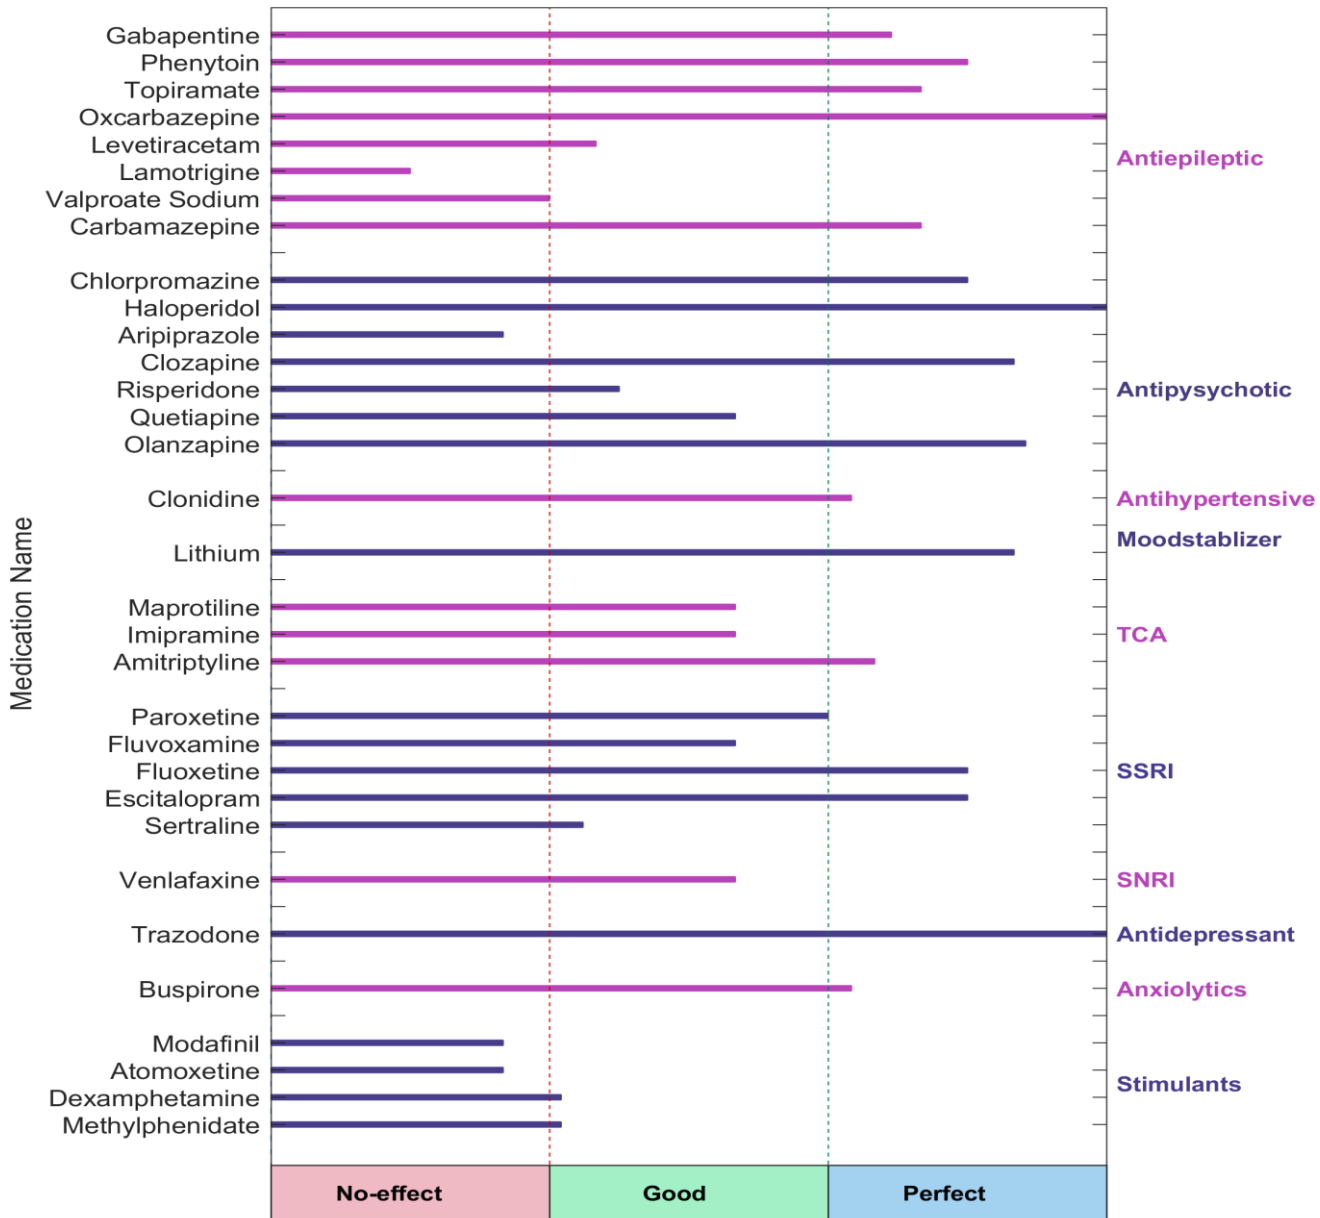 Gabapentine
Phenytoin
Topiramate
Oxcarbazepine
Levetiracetam
Antiepileptic
Lamotrigine
Valproate Sodium
Carbamazepine
Chlorpromazine
Haloperidol
Aripiprazole
Clozapine
Risperidone Antipysychotic
Quetiapine
Olanzapine
Clonidine Antihypertensive
Moodstablizer
Lithium
Medication Name
Maprotiline
Imipramine TCA
Amitriptyline
Paroxetine
Fluvoxamine
Fluoxetine SSRI
Escitalopram
Sertraline
Venlafaxine SNRI
Trazodone Antidepressant
Buspirone Anxiolytics
Modafinil
Atomoxetine
Stimulants
Dexamphetamine
Methylphenidate
No-effect Good Perfect